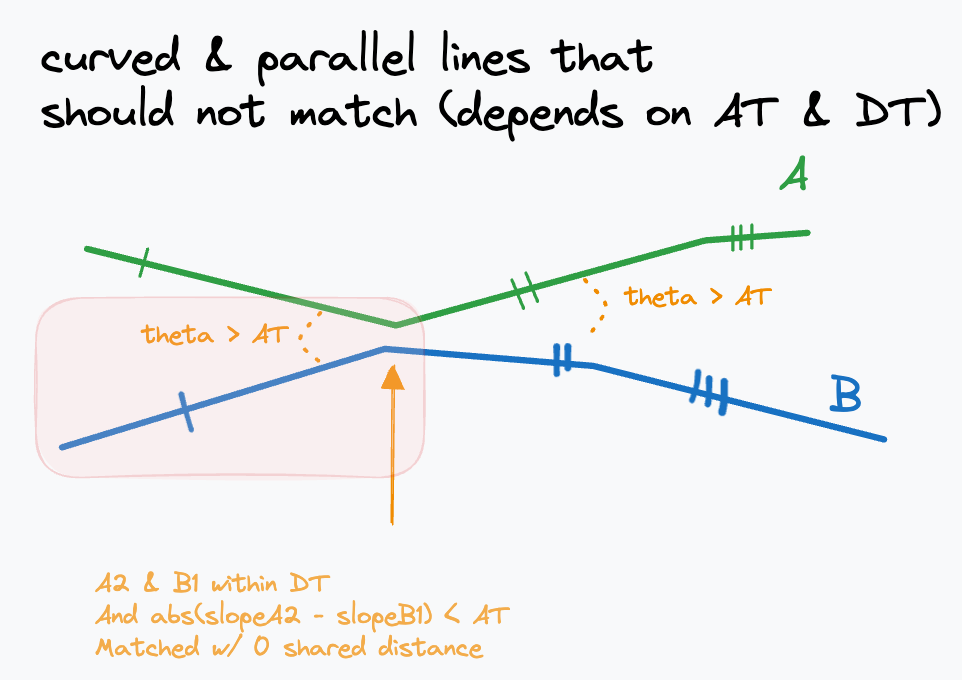 curved & parallel lines that
should not match (depends on AT & DT)
A
theta > AT
theta > AT
B
A2 & B1 within DT
And abs(slopeA2 - slopeB1) < AT
Matched w/ 0 shared distance